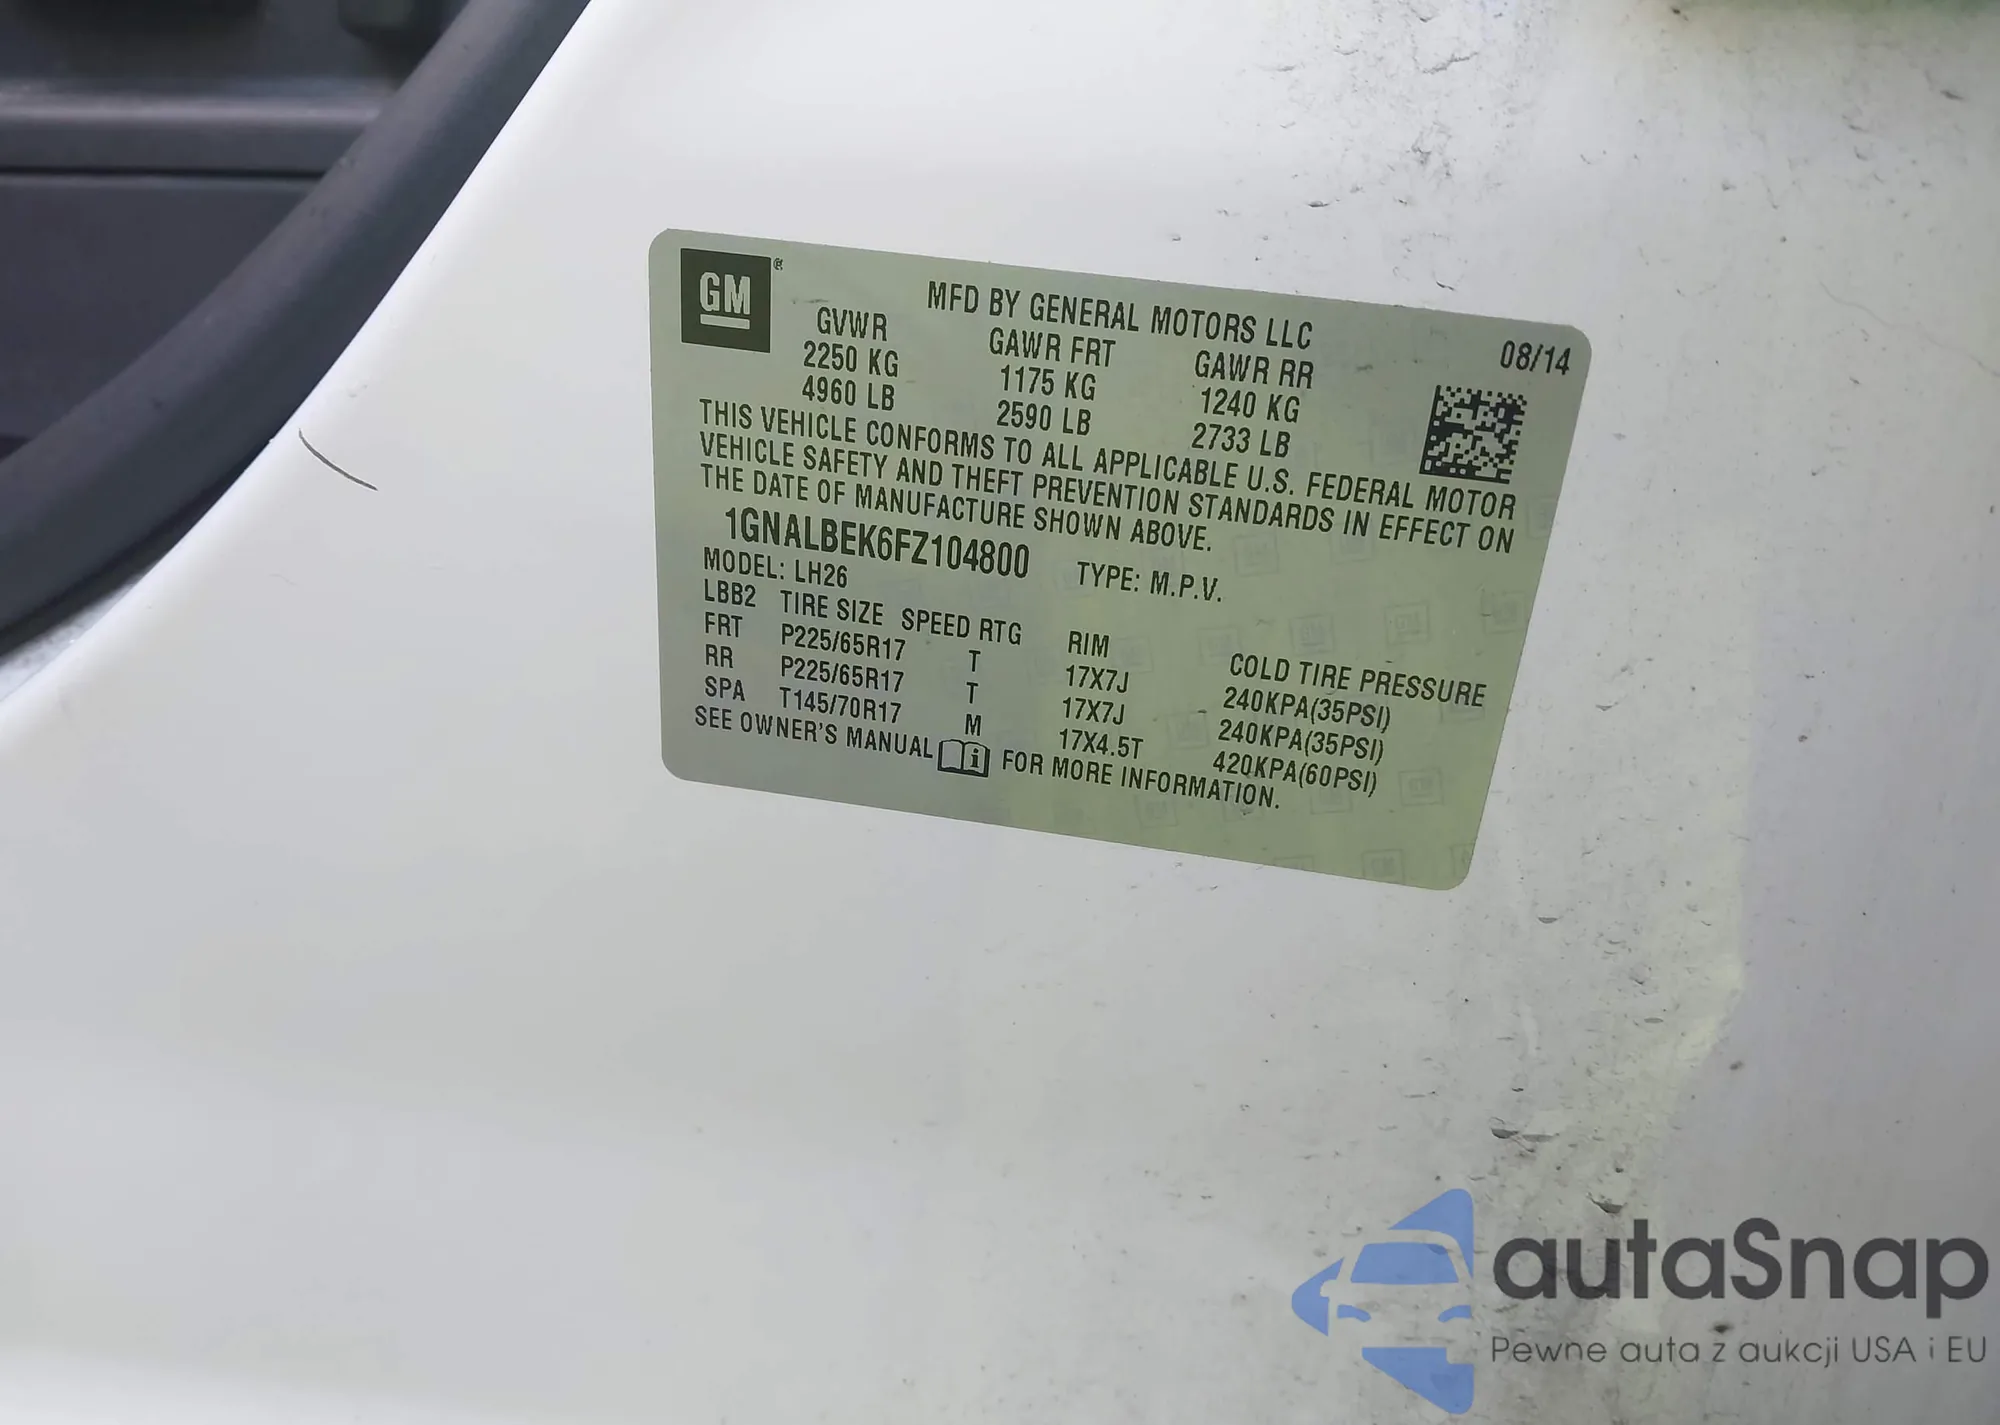 GM ®
MFD BY GENERAL MOTORS LLC
08/14
GVWR GAWR FRT GAWR RR
2250 KG 1175 KG 1240 KG
4960 LB 2590 LB 2733 LB
THIS VEHICLE CONFORMS TO ALL APPLICABLE U.S. FEDERAL MOTOR
VEHICLE SAFETY AND THEFT PREVENTION STANDARDS IN EFFECT ON
THE DATE OF MANUFACTURE SHOWN ABOVE.
1GNALBEK6FZ104800 TYPE: M.P.V.
MODEL: LH26
LBB2 TIRE SIZE SPEED RTG RIM COLD TIRE PRESSURE
FRT P225/65R17 T 17X7J 240KPA(35PSI)
RR P225/65R17 T 17X7J 240KPA(35PSI)
SPA T145/70R17 M 17X4.5T 420KPA(60PSI)
SEE OWNER'S MANUAL FOR MORE INFORMATION.
autaSnap
Pewne auta z aukcji USA i EU